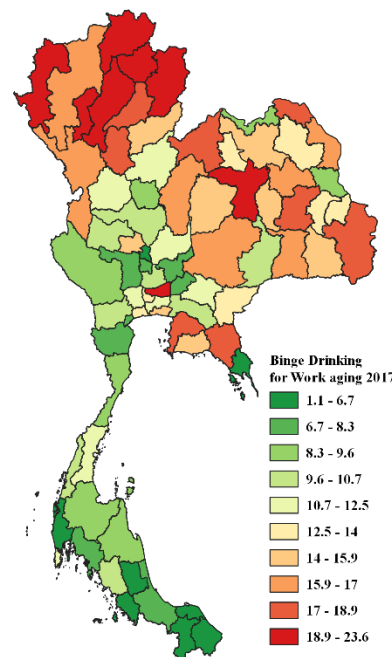 Binge Drinking
for Work aging 2017
1.1 - 6.7
6.7 - 8.3
8.3 - 9.6
9.6 - 10.7
10.7 - 12.5
12.5 - 14
14 - 15.9
15.9 - 17
17 - 18.9
18.9 - 23.6